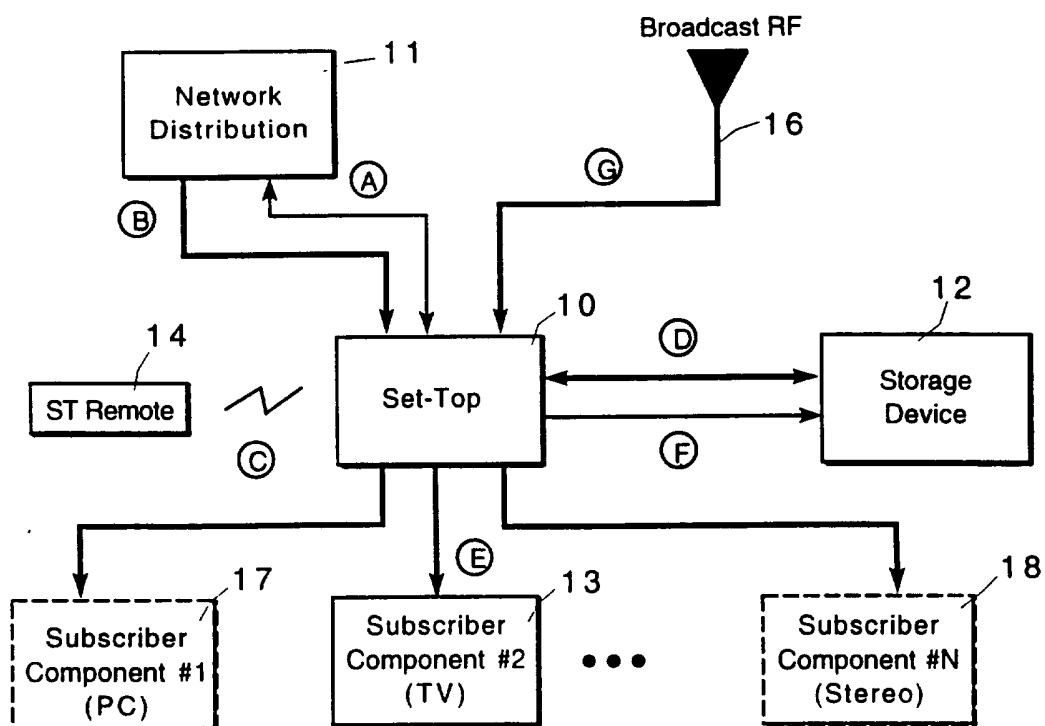 Broadcast RF
11
Network
Distribution
16
A
G
B
10
12
14
D
ST Remote
Set-Top
Storage
Device
C
F
E
17
13
18
Subscriber
Component #1
(PC)
Subscriber
Component #2
(TV)
•••
Subscriber
Component #N
(Stereo)